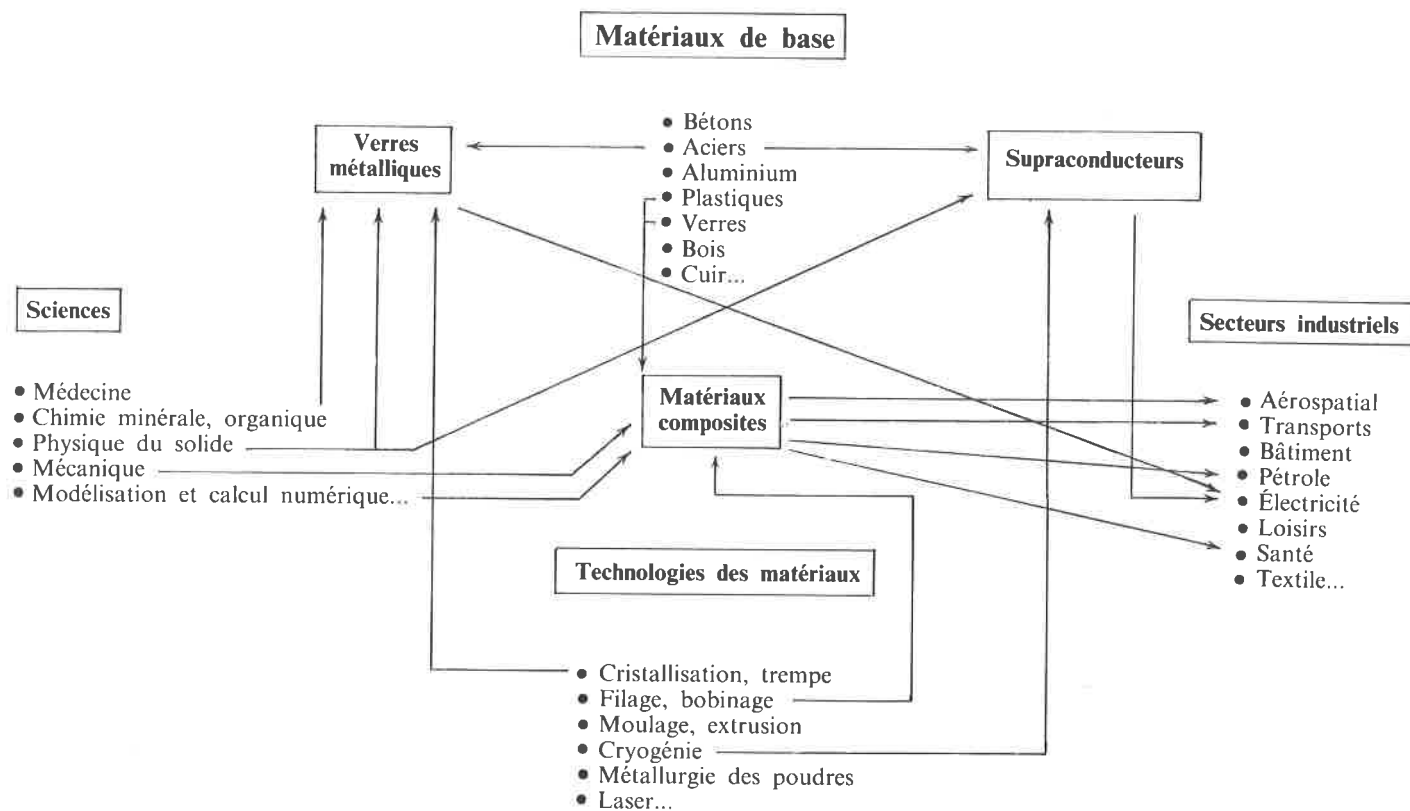 Matériaux de base
Verres
métalliques
• Bétons
• Aciers
• Aluminium
• Plastiques
• Verres
• Bois
• Cuir...
Supraconducteurs
Sciences
• Médecine
• Chimie minérale, organique
• Physique du solide
• Mécanique
• Modélisation et calcul numérique...
Matériaux
composites
Secteurs industriels
• Aérospatial
• Transports
• Bâtiment
• Pétrole
• Électricité
• Loisirs
• Santé
• Textile...
Technologies des matériaux
• Cristallisation, trempe
• Filage, bobinage
• Moulage, extrusion
• Cryogénie
• Métallurgie des poudres
• Laser...